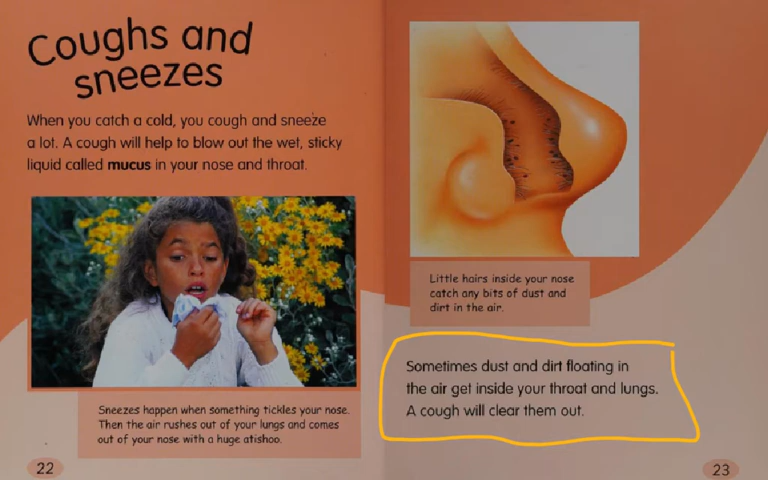 Coughs and
sneezes
When you catch a cold, you cough and sneeze
a lot. A cough will help to blow out the wet, sticky
liquid called mucus in your nose and throat.
Sneezes happen when something tickles your nose.
Then the air rushes out of your lungs and comes
out of your nose with a huge atishoo.
22
Little hairs inside your nose
catch any bits of dust and
dirt in the air.
Sometimes dust and dirt floating in
the air get inside your throat and lungs.
A cough will clear them out.
23